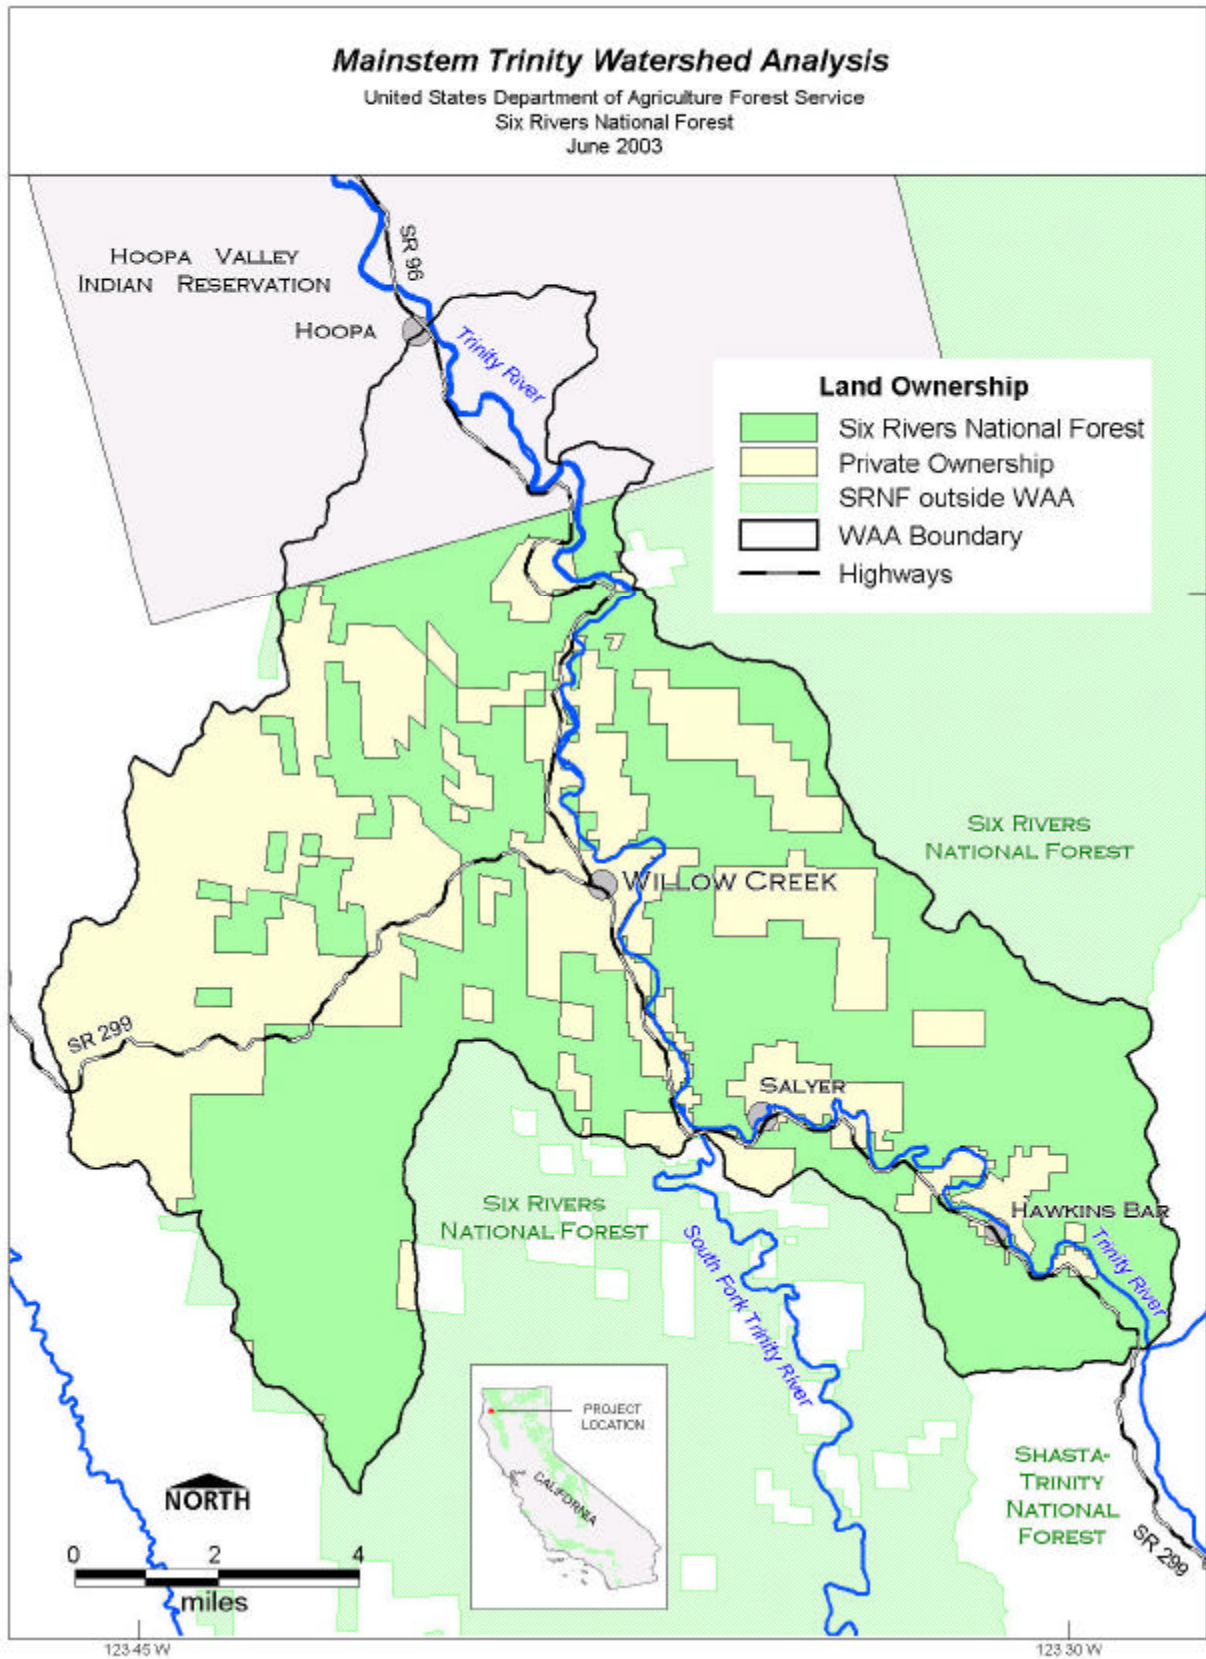 Mainstem Trinity Watershed Analysis
United States Department of Agriculture Forest Service
Six Rivers National Forest
June 2003
HOOPA VALLEY
INDIAN RESERVATION
SR 96
HOOPA
Trinity River
Land Ownership
Six Rivers National Forest
Private Ownership
SRNF outside WAA
WAA Boundary
Highways
SIX RIVERS
NATIONAL FOREST
WILLOW CREEK
SR 299
SALYER
SIX RIVERS
NATIONAL FOREST
HAWKINS BAR
Trinity River
South Fork Trinity River
PROJECT
LOCATION
CALIFORNIA
SHASTA-
TRINITY
NATIONAL
FOREST
SR 299
NORTH
0 2 4
miles
123 45 W
123 30 W